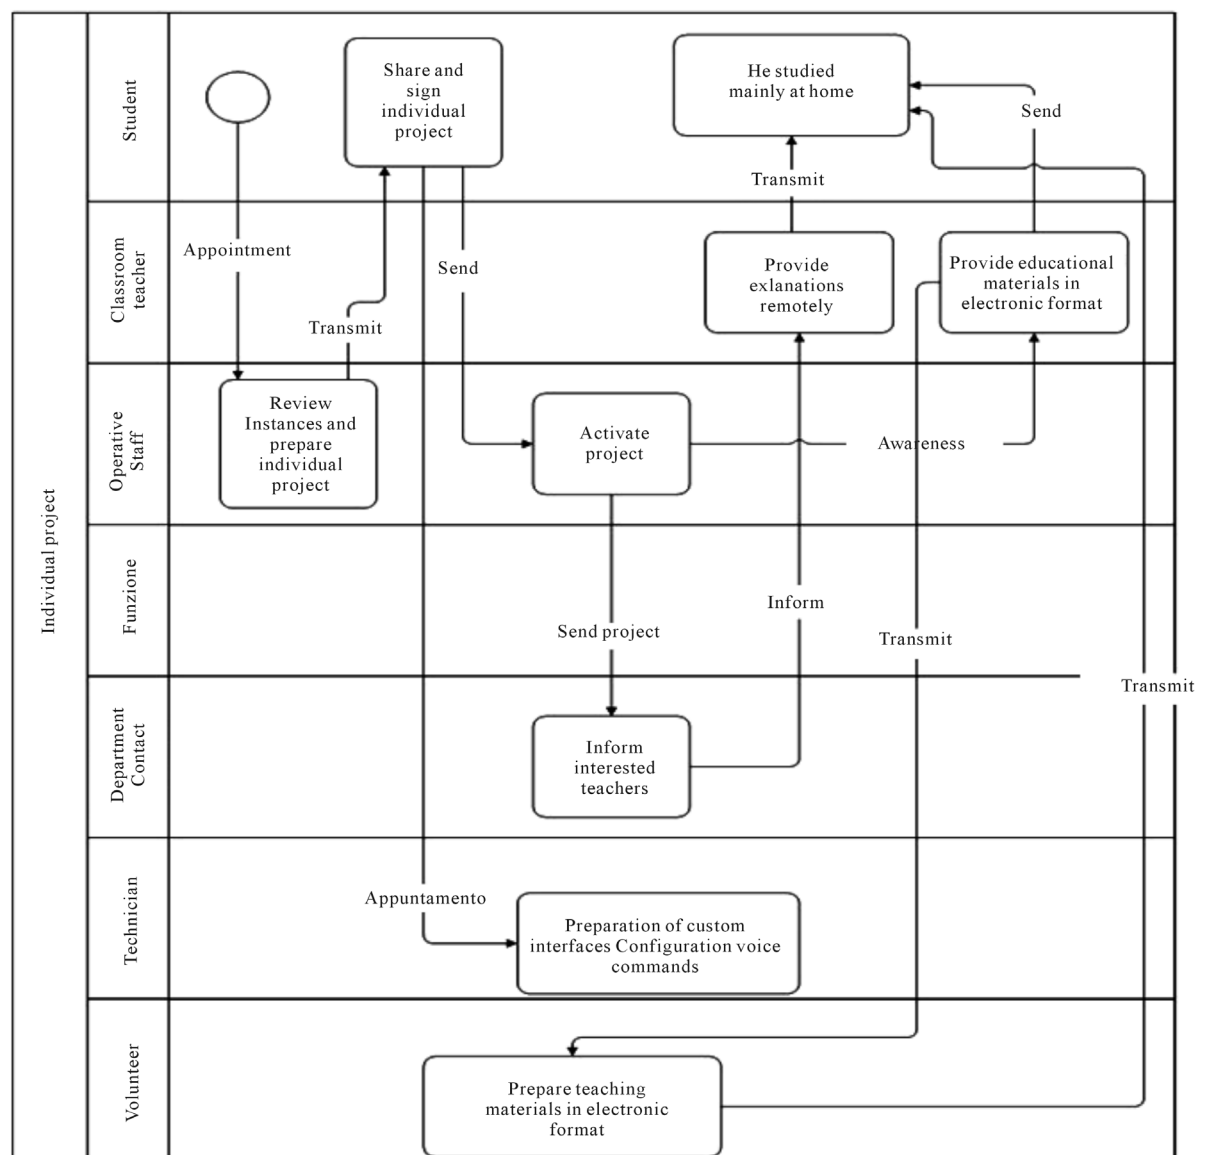 Individual project
Student
Share and
sign
individual
project
He studied
mainly at home
Send
Transmit
Classroom
teacher
Appointment
Transmit
Send
Provide
exlanations
remotely
Provide educational
materials in
electronic format
Operative
Staff
Review
Instances and
prepare
individual
project
Activate
project
Awareness
Funzione
Send project
Inform
Transmit
Transmit
Department
Contact
Inform
interested
teachers
Technician
Appuntamento
Preparation of custom
interfaces Configuration voice
commands
Volunteer
Prepare teaching
materials in electronic
format